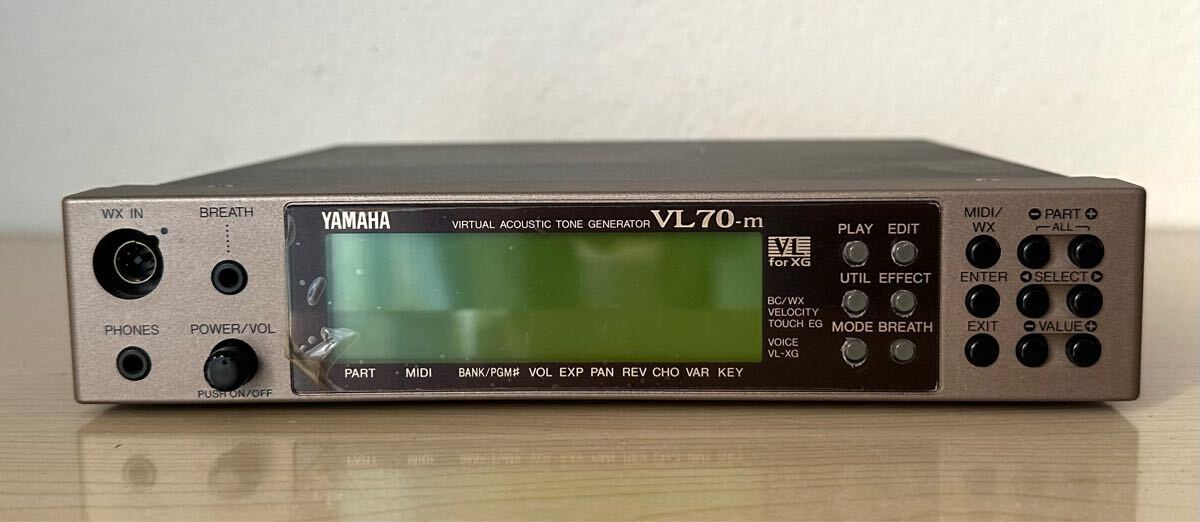 WX IN
BREATH
PHONES
POWER/VOL
PUSH ON/OFF
YAMAHA
VIRTUAL ACOUSTIC TONE GENERATOR VL70-m
VL
for XG
BC/WX
VELOCITY
TOUCH EG
VOICE
VL-XG
PART MIDI BANK/PGM# VOL EXP PAN REV CHO VAR KEY
PLAY EDIT
UTIL EFFECT
MODE BREATH
MIDI/
WX
ENTER
EXIT
PART
ALL
SELECT
VALUE